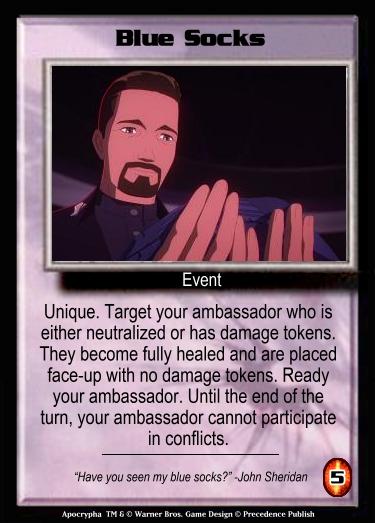 Blue Socks
Event
Unique. Target your ambassador who is
either neutralized or has damage tokens.
They become fully healed and are placed
face-up with no damage tokens. Ready
your ambassador. Until the end of the
turn, your ambassador cannot participate
in conflicts.
"Have you seen my blue socks?" -John Sheridan
5
Apocrypha TM & © Warner Bros. Game Design © Precedence Publish